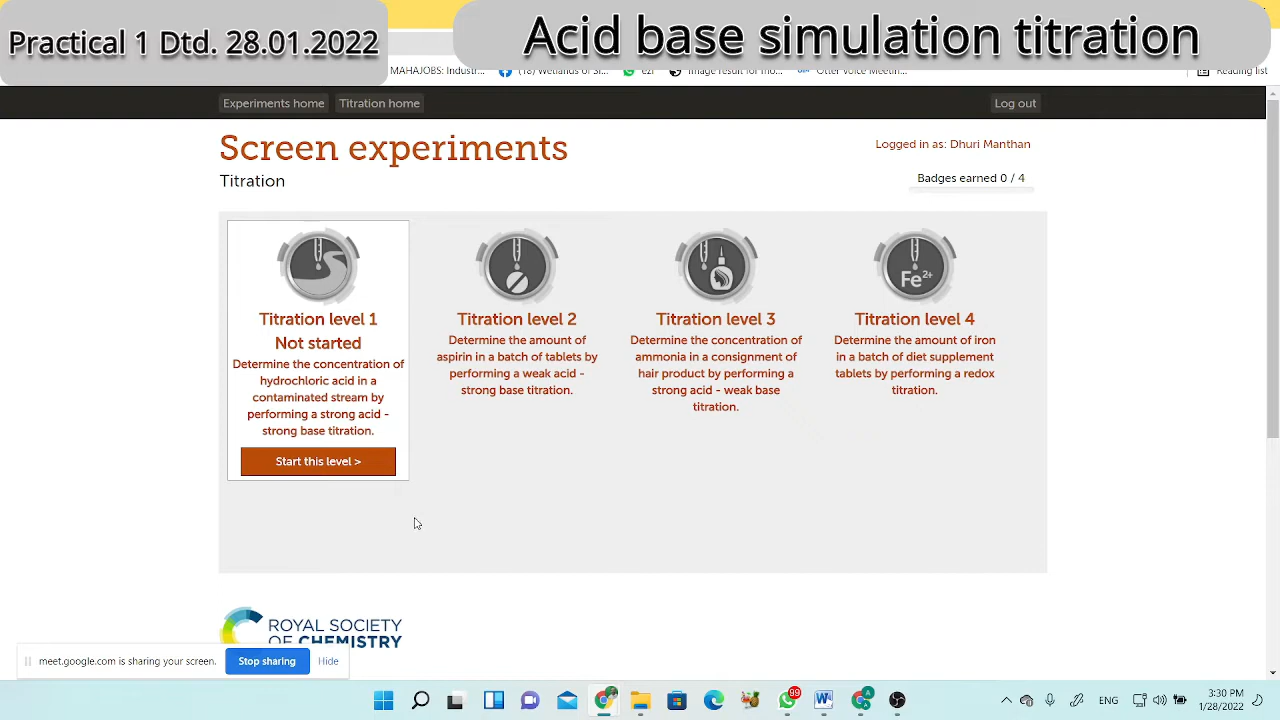 Practical 1 Dtd. 28.01.2022
Acid base simulation titration
MAHAJOBS: Indust...
Reading list
Experiments home
Titration home
Log out
Screen experiments
Logged in as: Dhuri Manthan
Titration
Badges earned 0 / 4
Titration level 1
Not started
Determine the concentration of
hydrochloric acid in a
contaminated stream by
performing a strong acid -
strong base titration.
Start this level >
Titration level 2
Determine the amount of
aspirin in a batch of tablets by
performing a weak acid -
strong base titration.
Titration level 3
Determine the concentration of
ammonia in a consignment of
hair product by performing a
strong acid - weak base
titration.
Titration level 4
Determine the amount of iron
in a batch of diet supplement
tablets by performing a redox
titration.
Fe2+
ROYAL SOCIETY
OF CHEMISTRY
meet.google.com is sharing your screen.
Stop sharing
Hide
99
ENG
3:30 PM
1/28/2022